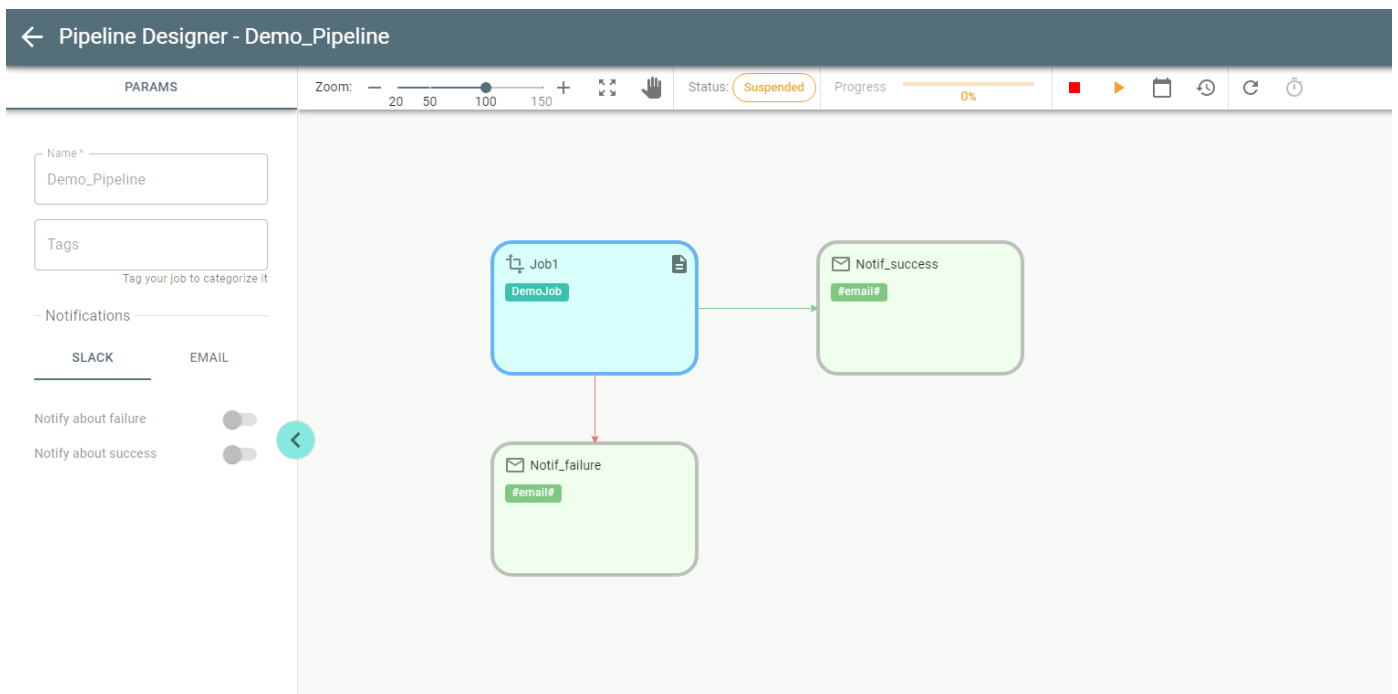 Pipeline Designer - Demo_Pipeline
PARAMS
Zoom:
20 50 100 150
Status: Suspended
Progress
0%
Name *
Demo_Pipeline
Tags
Tag your job to categorize it
Notifications
SLACK EMAIL
Notify about failure
Notify about success
Job1
DemoJob
Notif_success
#email#
Notif_failure
#email#